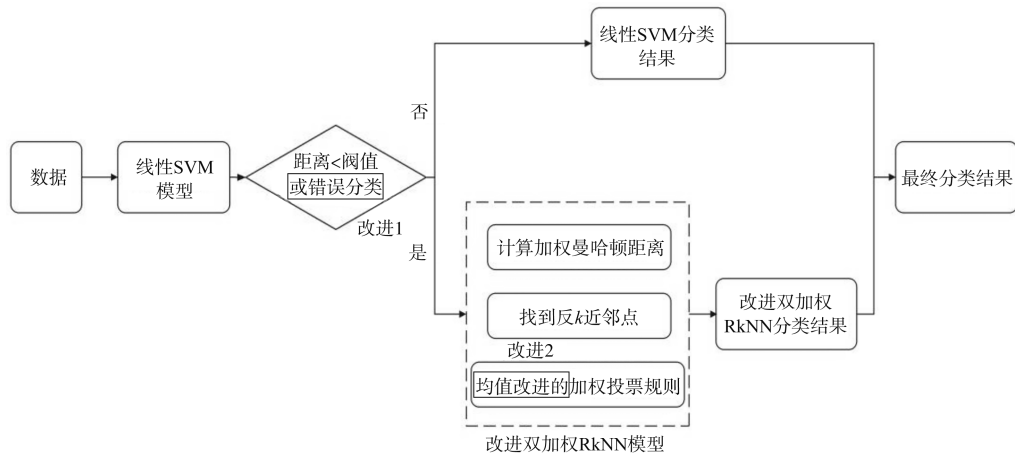 线性SVM分类
结果
否
数据
线性SVM
模型
距离<阀值
或错误分类
改进1
是
最终分类结果
计算加权曼哈顿距离
找到反k近邻点
改进2
均值改进的加权投票规则
改进双加权
RkNN分类结果
改进双加权RkNN模型